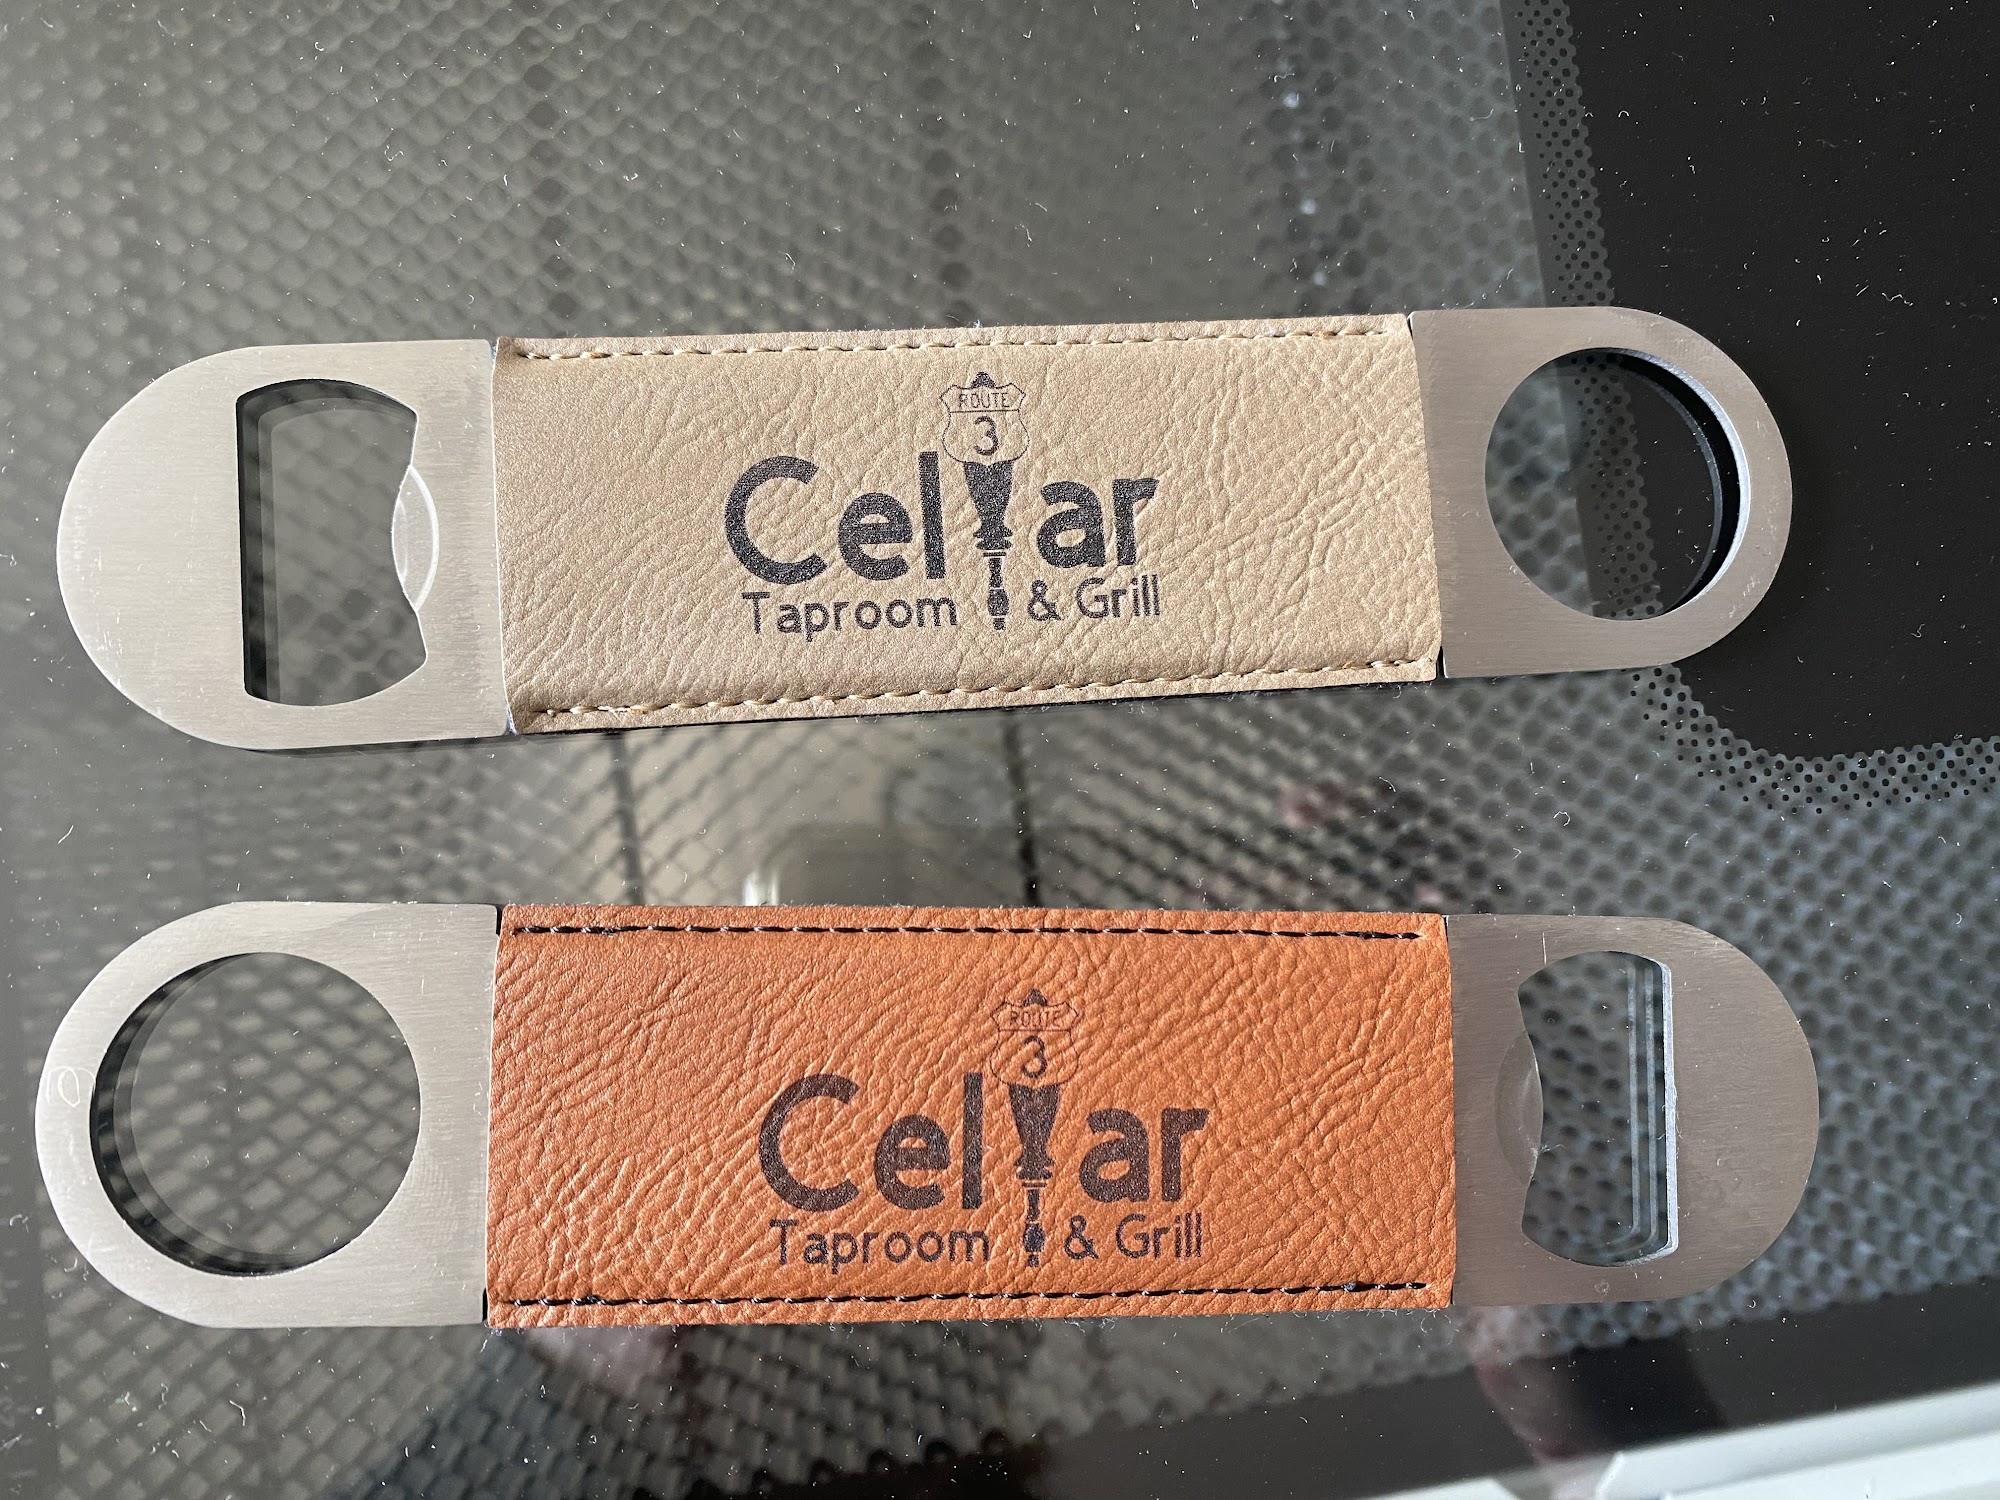 ROUTE
3
Cellar
Taproom & Grill
ROUTE
3
Cellar
Taproom & Grill